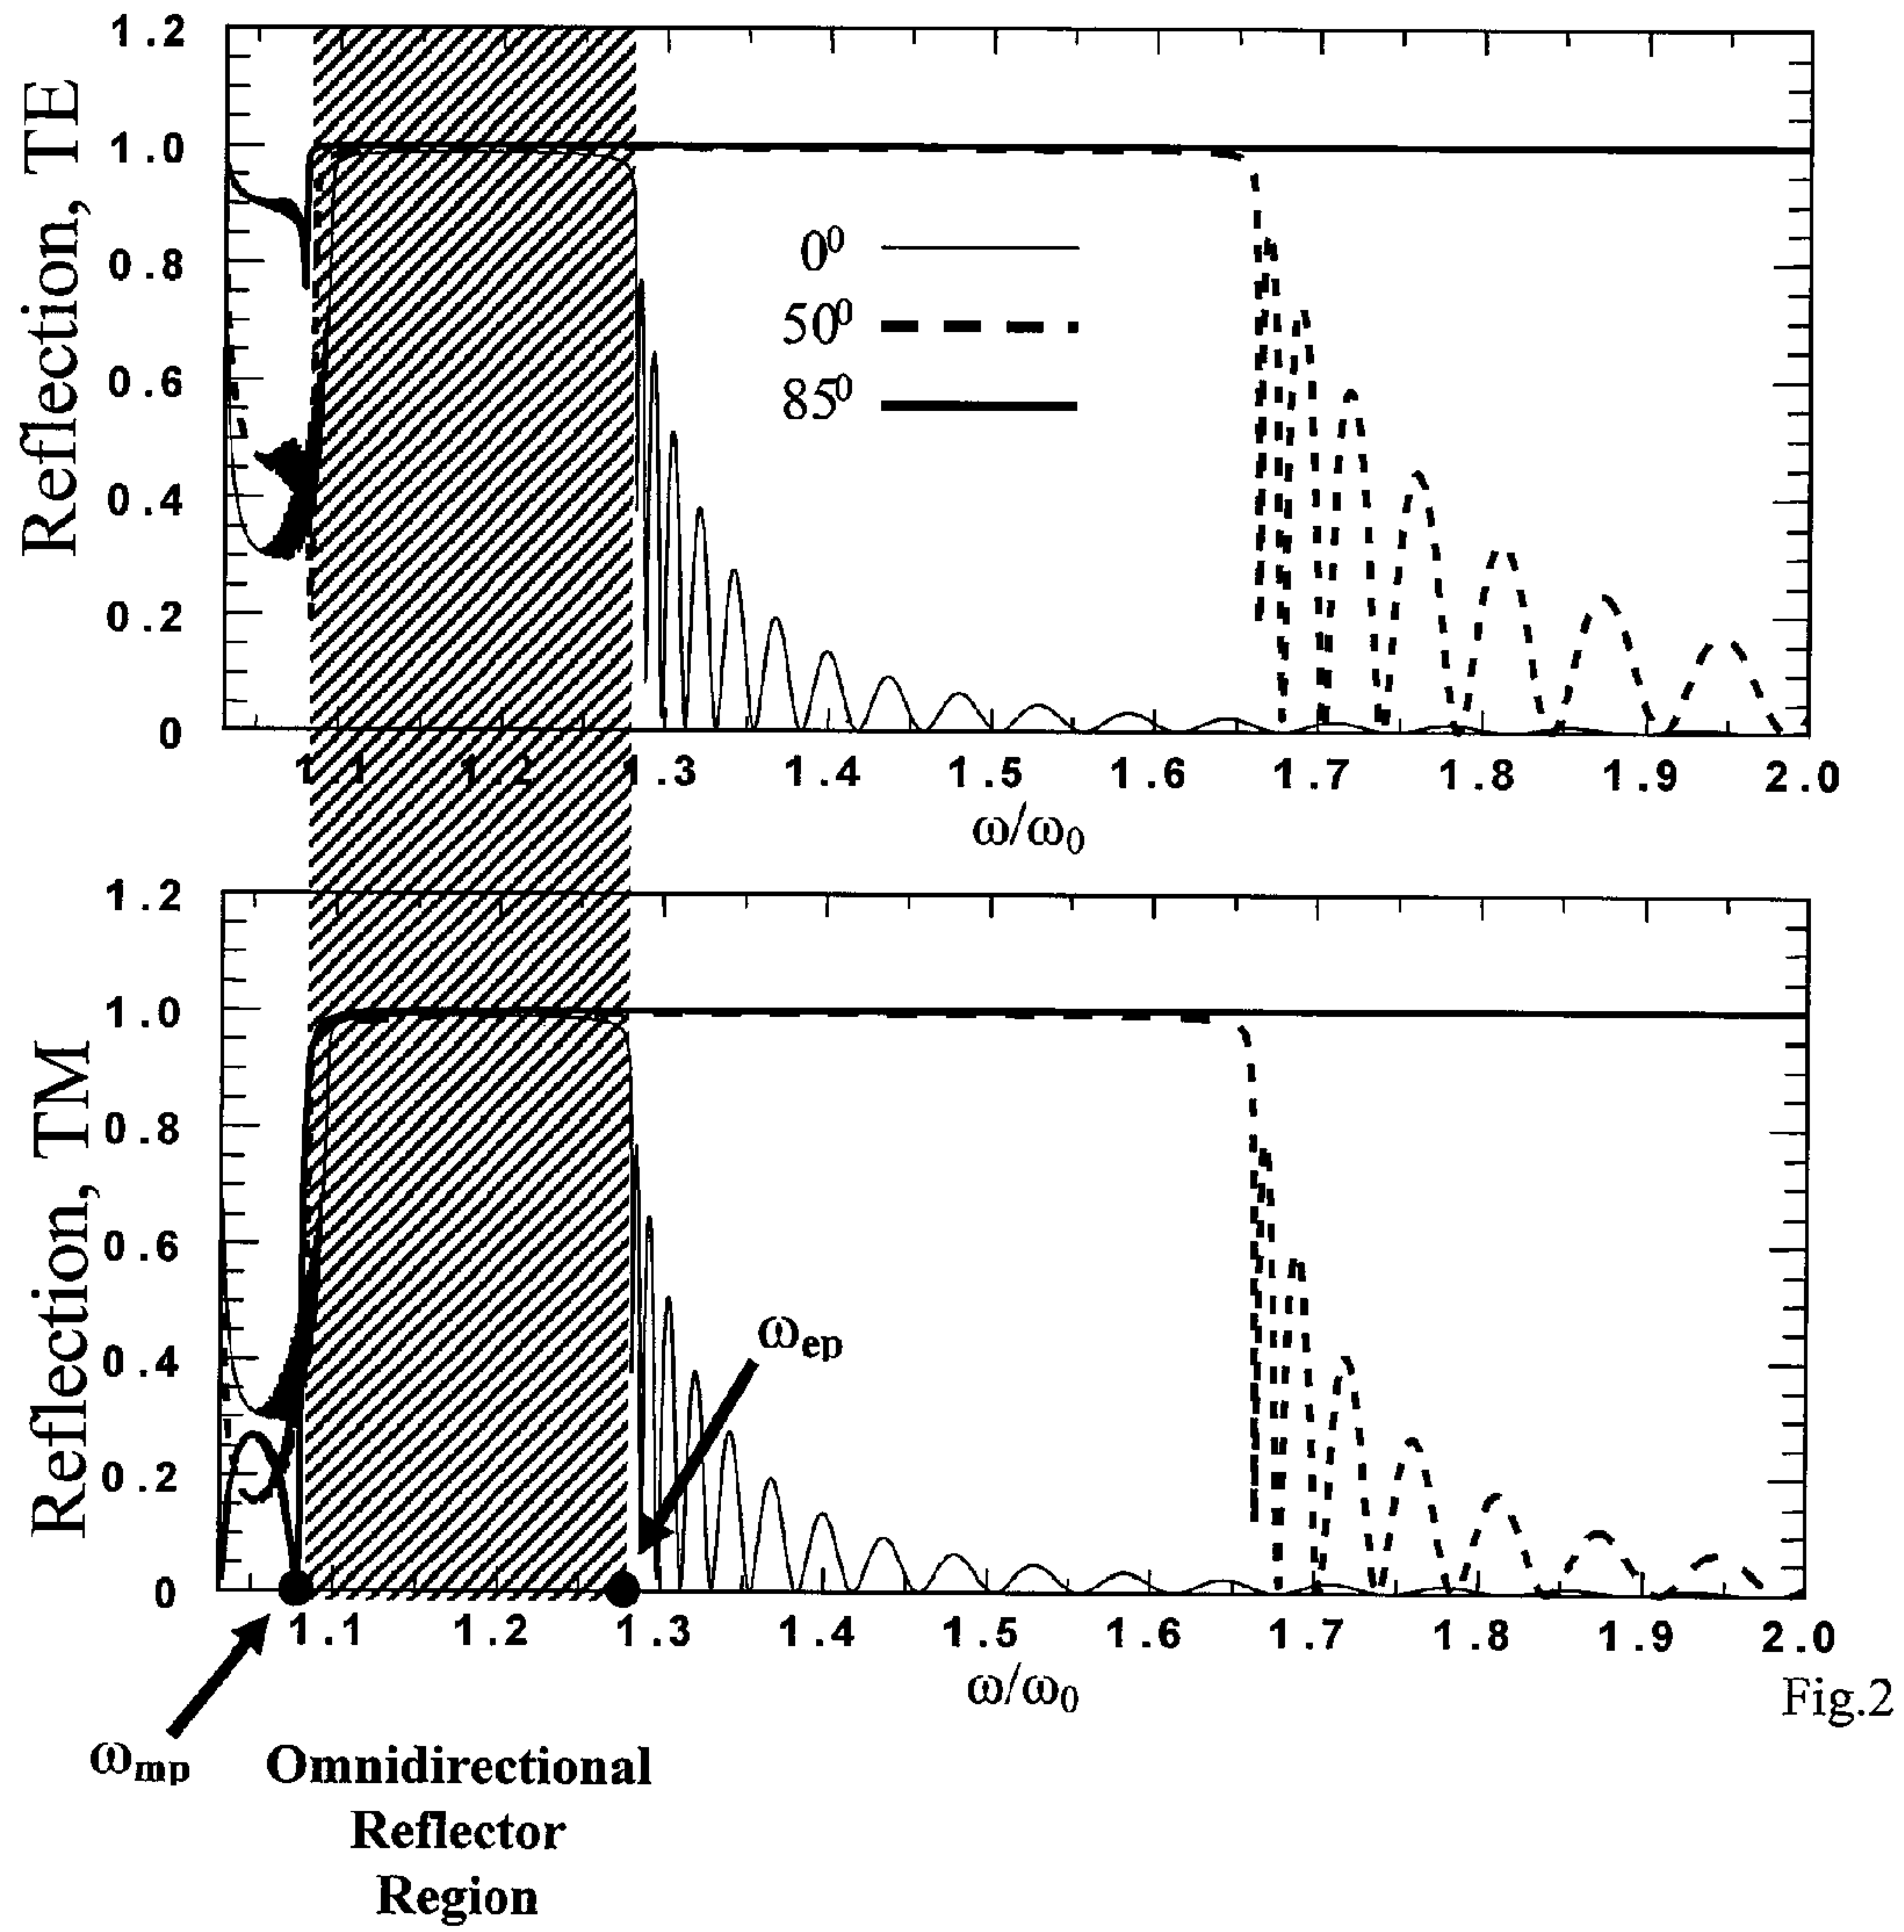 Reflection, TE
1.2
1.0
0.8
0.6
0.4
0.2
0
0⁰
50⁰
85⁰
1.1 1.2 1.3 1.4 1.5 1.6 1.7 1.8 1.9 2.0
ω/ω₀
Reflection, TM
1.2
1.0
0.8
0.6
0.4
0.2
0
ωep
1.1 1.2 1.3 1.4 1.5 1.6 1.7 1.8 1.9 2.0
ω/ω₀
Fig.2
ωmp
Omnidirectional
Reflector
Region